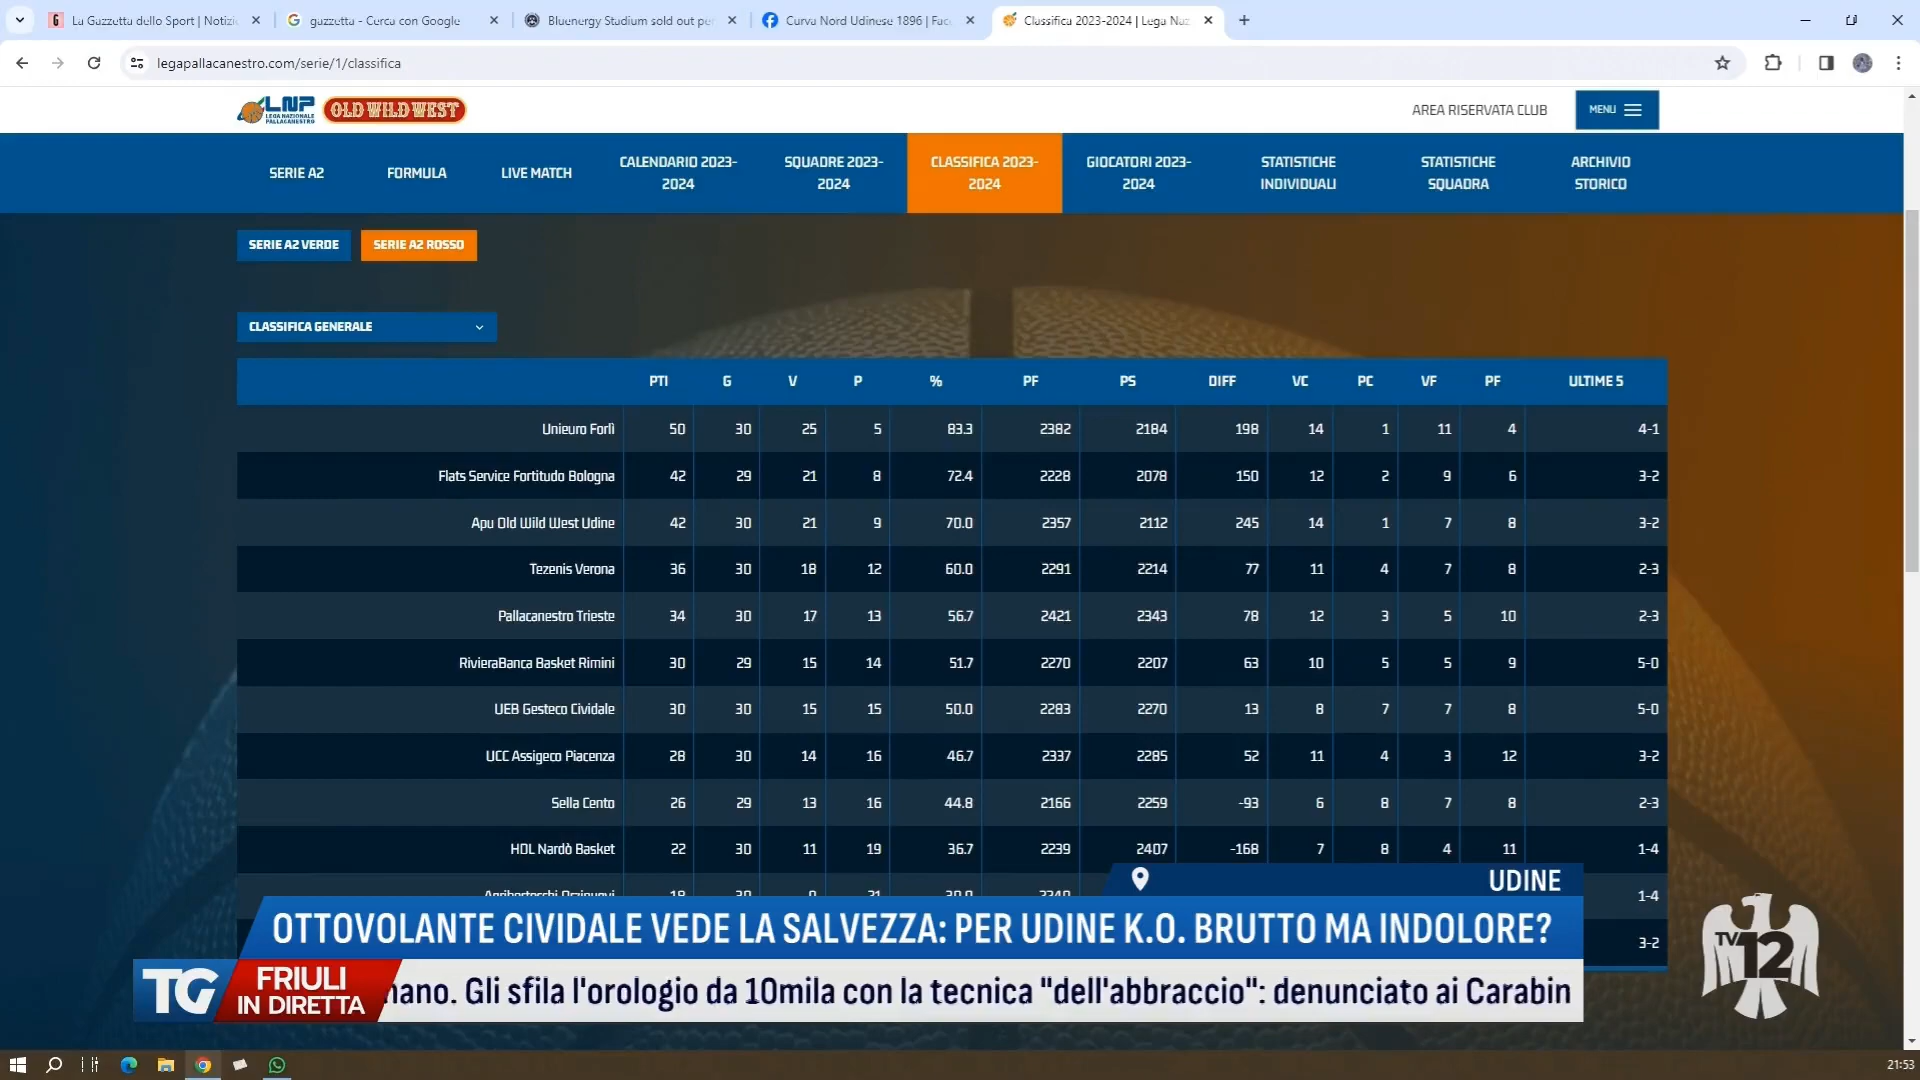 La Gazzetta dello Sport | Notizi
gazzetta - Cerca con Google
Bluenergy Stadium sold out per
Curva Nord Udinese 1896 | Fac
Classifica 2023-2024 | Lega Naz
legapallacanestro.com/serie/1/classifica
LNP
LEGA NAZIONALE
PALLACANESTRO
OLD WILD WEST
AREA RISERVATA CLUB
MENU
SERIE A2
FORMULA
LIVE MATCH
CALENDARIO 2023-
2024
SQUADRE 2023-
2024
CLASSIFICA 2023-
2024
GIOCATORI 2023-
2024
STATISTICHE
INDIVIDUALI
STATISTICHE
SQUADRA
ARCHIVIO
STORICO
SERIE A2 VERDE
SERIE A2 ROSSO
CLASSIFICA GENERALE
PTI G V P % PF PS DIFF VC PC VF PF ULTIME 5
Unieuro Forlì 50 30 25 5 83.3 2382 2184 198 14 1 11 4 4-1
Flats Service Fortitudo Bologna 42 29 21 8 72.4 2228 2078 150 12 2 9 6 3-2
Apu Old Wild West Udine 42 30 21 9 70.0 2357 2112 245 14 1 7 8 3-2
Tezenis Verona 36 30 18 12 60.0 2291 2214 77 11 4 7 8 2-3
Pallacanestro Trieste 34 30 17 13 56.7 2421 2343 78 12 3 5 10 2-3
RivieraBanca Basket Rimini 30 29 15 14 51.7 2270 2207 63 10 5 5 9 5-0
UEB Gesteco Cividale 30 30 15 15 50.0 2283 2270 13 8 7 7 8 5-0
UCC Assigeco Piacenza 28 30 14 16 46.7 2337 2285 52 11 4 3 12 3-2
Sella Cento 26 29 13 16 44.8 2166 2259 -93 6 8 7 8 2-3
HDL Nardò Basket 22 30 11 19 36.7 2239 2407 -168 7 8 4 11 1-4
1-4
3-2
UDINE
OTTOVOLANTE CIVIDALE VEDE LA SALVEZZA: PER UDINE K.O. BRUTTO MA INDOLORE?
TG
FRIULI
IN DIRETTA
mano. Gli sfila l'orologio da 10mila con la tecnica "dell'abbraccio": denunciato ai Carabin
TV
12
21:53